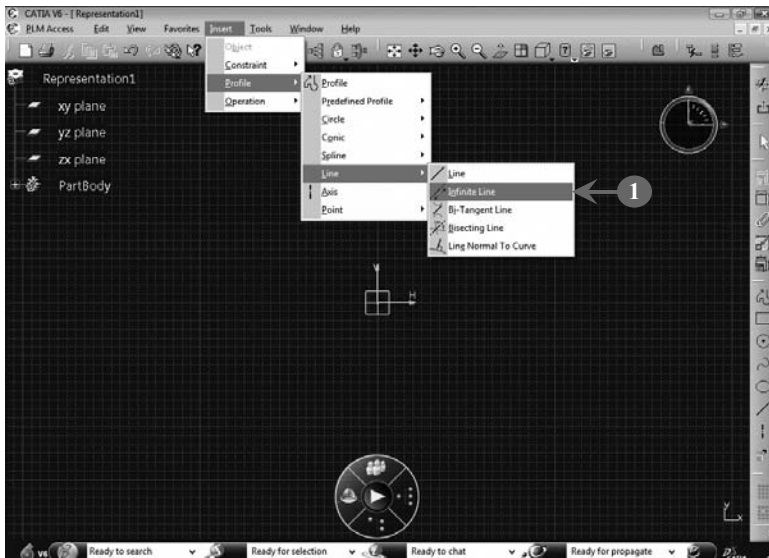 CATIA V6 - [Representation1]
PLM Access Edit View Favorites Insert Tools Window Help
Object
Constraint
Profile
Operation
Profile
Predefined Profile
Circle
Conic
Spline
Line
Axis
Point
Line
Infinite Line
Bi-Tangent Line
Bisecting Line
Line Normal To Curve
1
Representation1
xy plane
yz plane
zx plane
PartBody
V
H
y
x
V6 Ready to search Ready for selection Ready to chat Ready for propagate